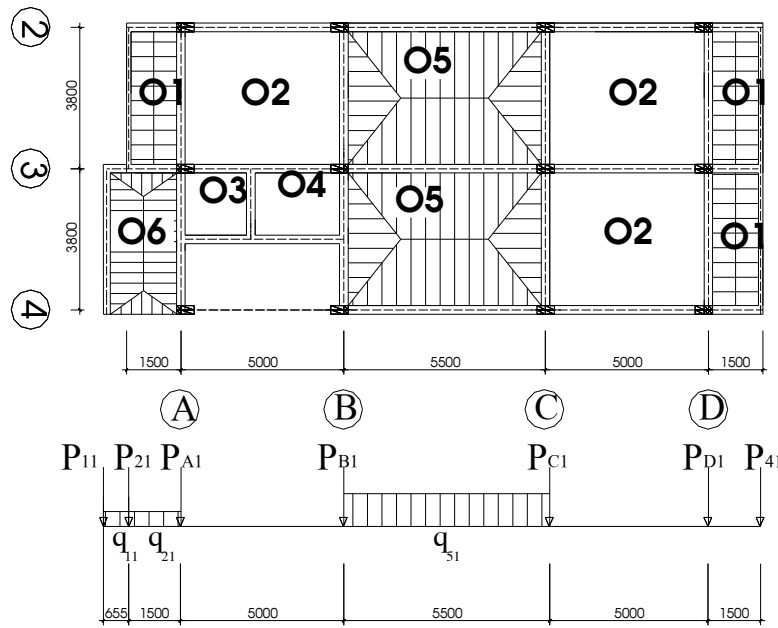 2
O1 O2 O5 O2 O1
3800
3
O3 O4 O5
O6 O2 O1
3800
4
1500 5000 5500 5000 1500
A B C D
P11 P21 PA1 PB1 PC1 PD1 P41
q11 q21 q51
655 1500 5000 5500 5000 1500